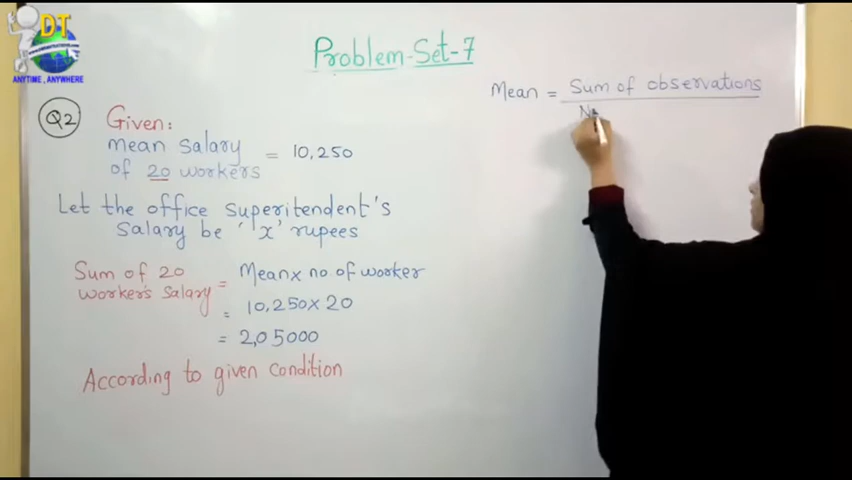 DT
ANYTIME, ANYWHERE
Problem-Set-7
Q2 Given:
mean salary
of 20 workers = 10,250
Let the office superitendent's
salary be 'x' rupees
Sum of 20
worker's salary = Mean x no. of worker
= 10,250 x 20
= 2,05000
According to given condition
Mean = Sum of observations